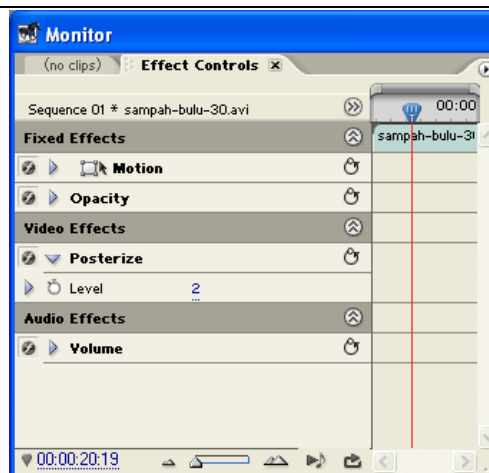 Monitor
(no clips) Effect Controls
Sequence 01 * sampah-bulu-30.avi 00:00
Fixed Effects sampah-bulu-3
Motion
Opacity
Video Effects
Posterize
Level 2
Audio Effects
Volume
00:00:20:19